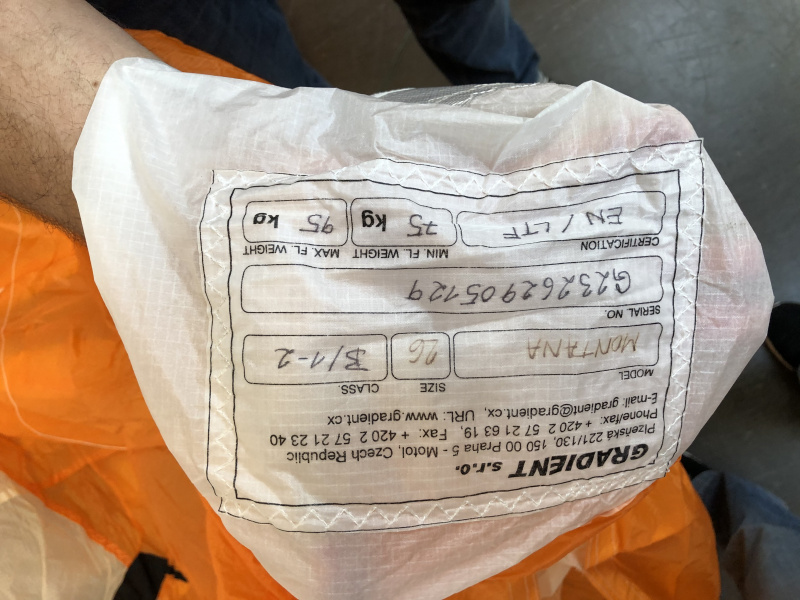 GRADIENT s.r.o.
Plzeňská 221/130, 150 00 Praha 5 - Motol, Czech Republic
Phone/fax: + 420 2 57 21 63 19, Fax: + 420 2 57 21 23 40
E-mail: gradient@gradient.cx, URL: www.gradient.cx
MODEL SIZE CLASS.
MONTANA 26 B/1-2
SERIAL NO.
G23262905129
CERTIFICATION MIN. FL. WEIGHT MAX. FL. WEIGHT
EN / LTF 75 kg 95 kg